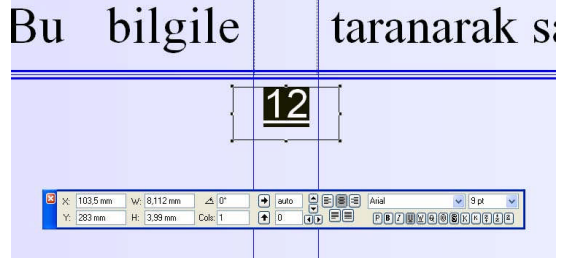 Bu bilgile taranarak sa
12
X: 103,5 mm W: 8,112 mm 0° auto Arial 9 pt
Y: 283 mm H: 3,99 mm Cols: 1 0 P B I U W